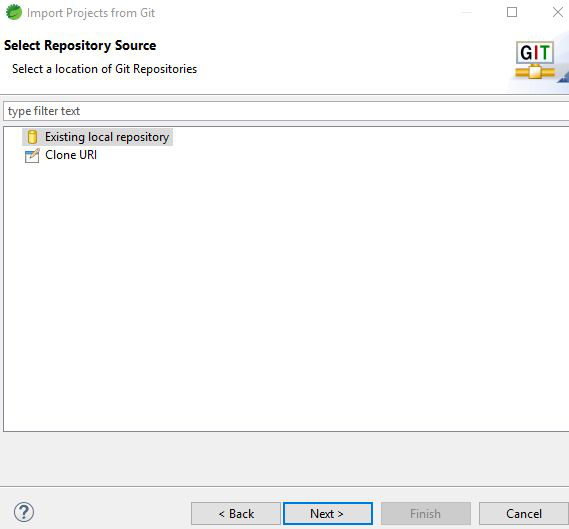 Import Projects from Git
Select Repository Source
Select a location of Git Repositories
GIT
type filter text
Existing local repository
Clone URI
?
< Back
Next >
Finish
Cancel